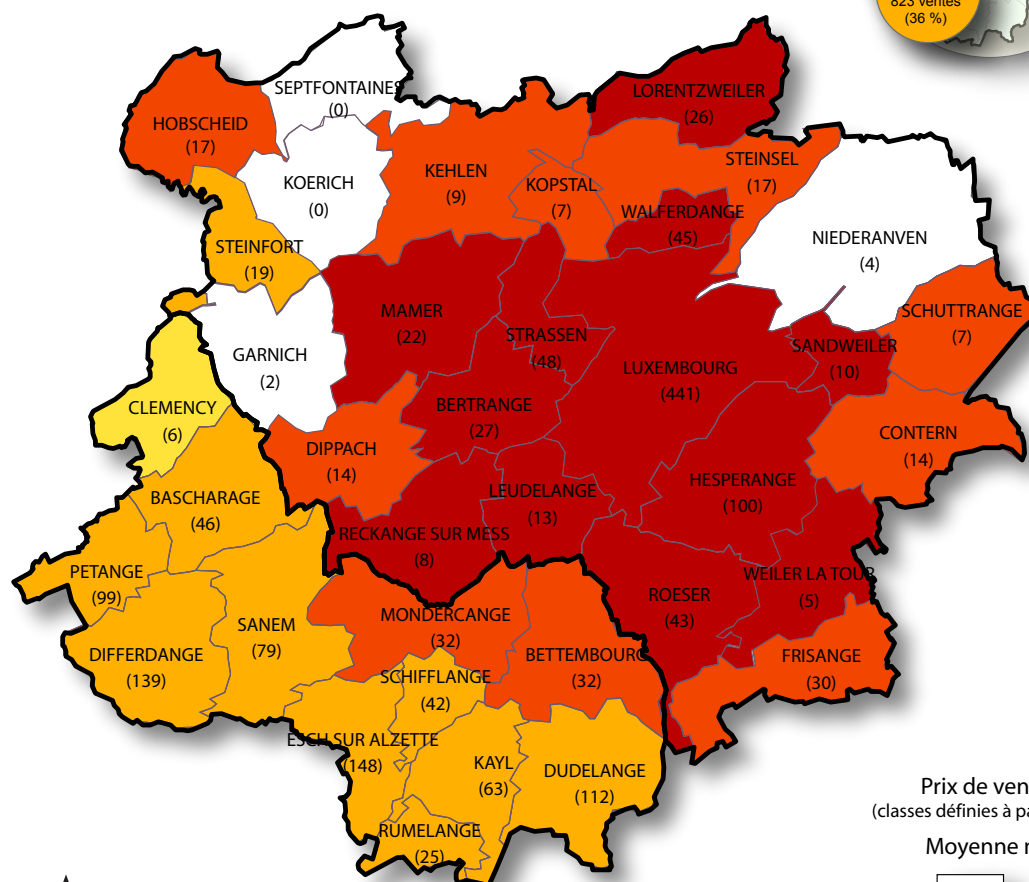 823 ventes
(36 %)
SEPTFONTAINES
(0)
LORENTZWEILER
(26)
HOBSCHEID
(17)
KOERICH
(0)
KEHLEN
(9)
KOPSTAL
(7)
STEINSEL
(17)
WALFERDANGE
(45)
NIEDERANVEN
(4)
STEINFORT
(19)
MAMER
(22)
STRASSEN
(48)
SCHUTTRANGE
(7)
GARNICH
(2)
LUXEMBOURG
(441)
SANDWEILER
(10)
CLEMENCY
(6)
BERTRANGE
(27)
CONTERN
(14)
DIPPACH
(14)
BASCHARAGE
(46)
LEUDELANGE
(13)
HESPERANGE
(100)
RECKANGE SUR MESS
(8)
PETANGE
(99)
ROESER
(43)
WEILER LA TOUR
(5)
SANEM
(79)
MONDERCANGE
(32)
DIFFERDANGE
(139)
BETTEMBOURG
(32)
FRISANGE
(30)
SCHIFFLANGE
(42)
ESCH SUR ALZETTE
(148)
KAYL
(63)
DUDELANGE
(112)
RUMELANGE
(25)
Prix de ven
(classes définies à pa
Moyenne